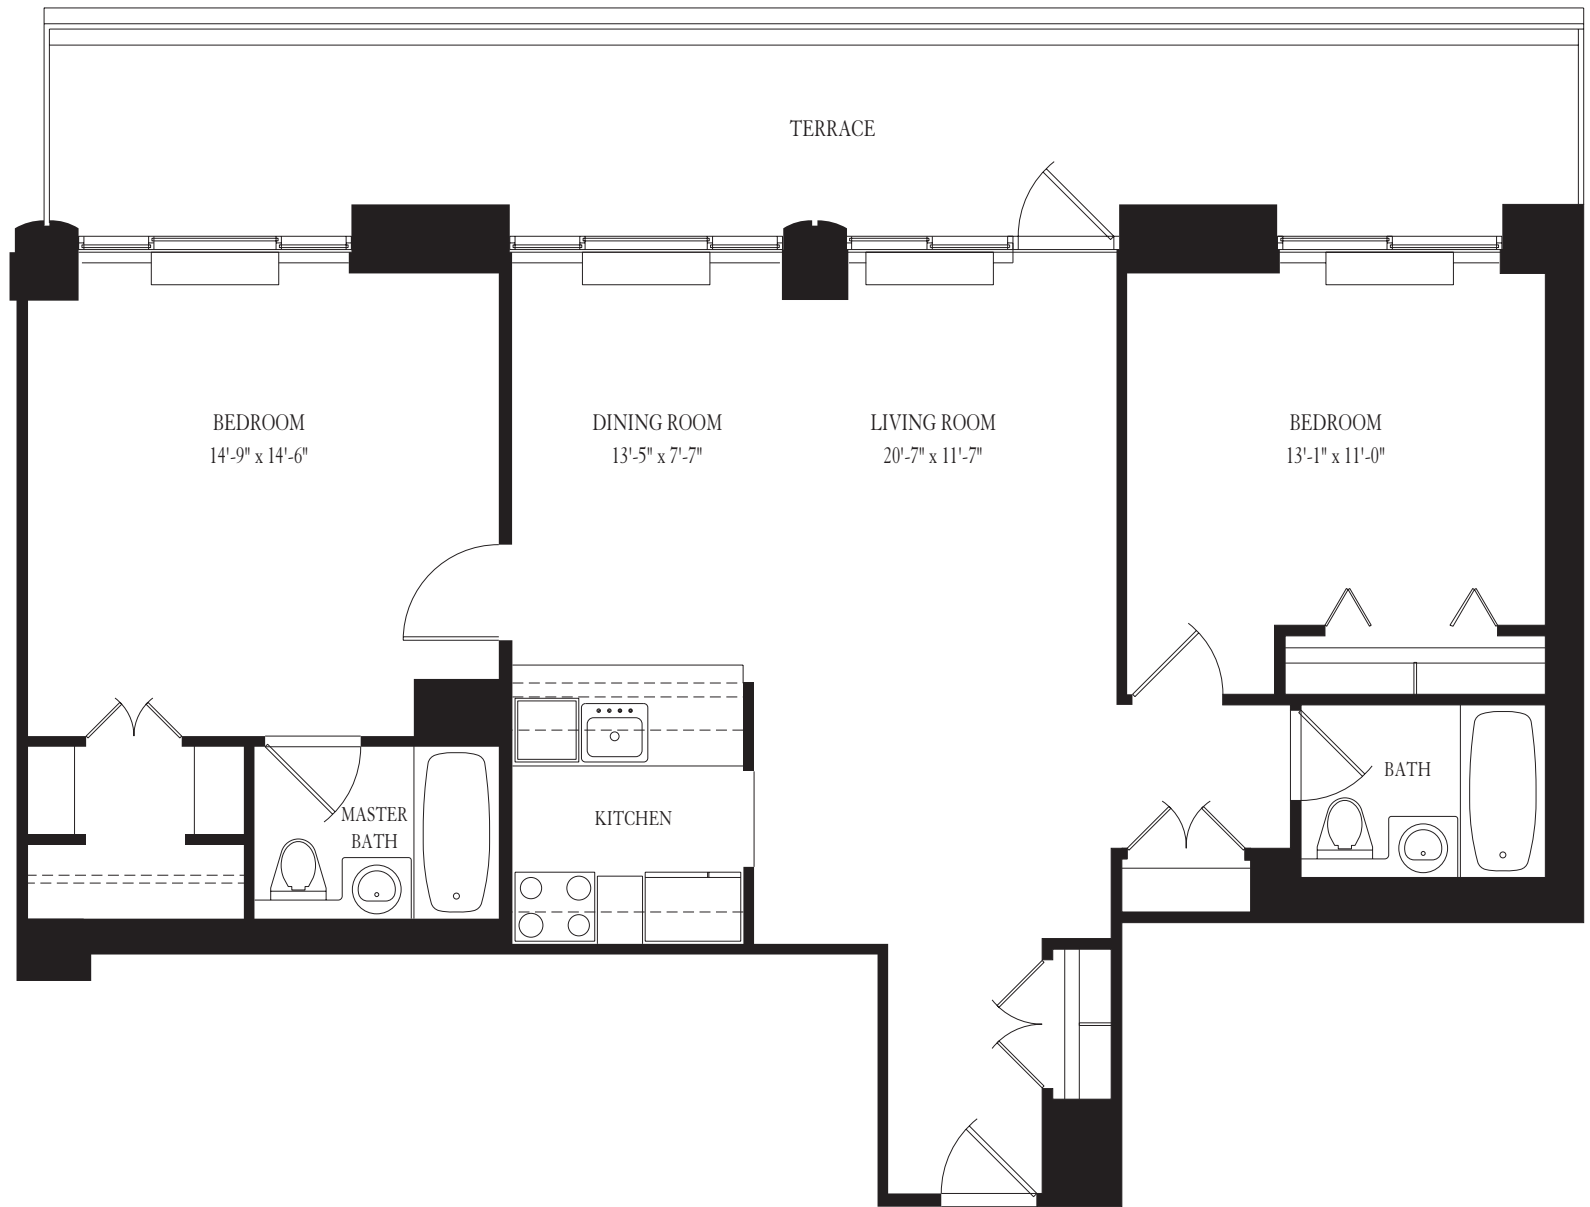 TERRACE
BEDROOM
14'-9" x 14'-6"
DINING ROOM
13'-5" x 7'-7"
LIVING ROOM
20'-7" x 11'-7"
BEDROOM
13'-1" x 11'-0"
MASTER
BATH
KITCHEN
BATH